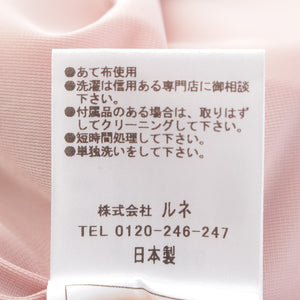 ●あて布使用
●洗濯は信用ある専門店に御相談
下さい。
●付属品のある場合は、取りはず
してクリーニングして下さい。
●短時間処理して下さい。
●単独洗いをして下さい。
株式会社 ルネ
TEL 0120-246-247
日本製